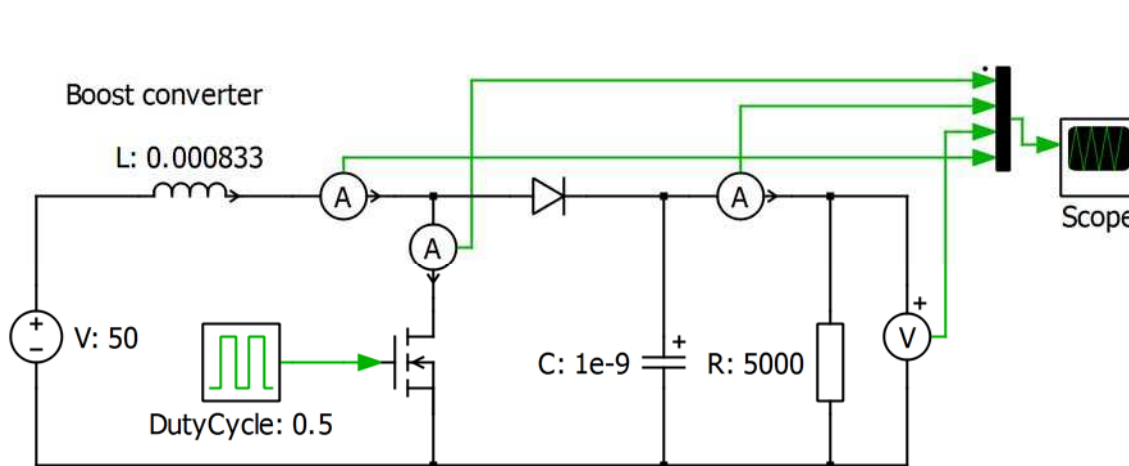 Boost converter
L: 0.000833
A
A
A
Scope
V: 50
V
C: 1e-9
R: 5000
DutyCycle: 0.5